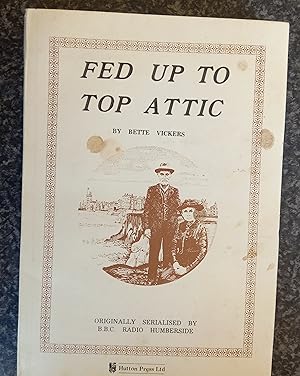 FED UP TO
TOP ATTIC
BY BETTE VICKERS
ORIGINALLY SERIALISED BY
B.B.C RADIO HUMBERSIDE
Hutton Press Ltd